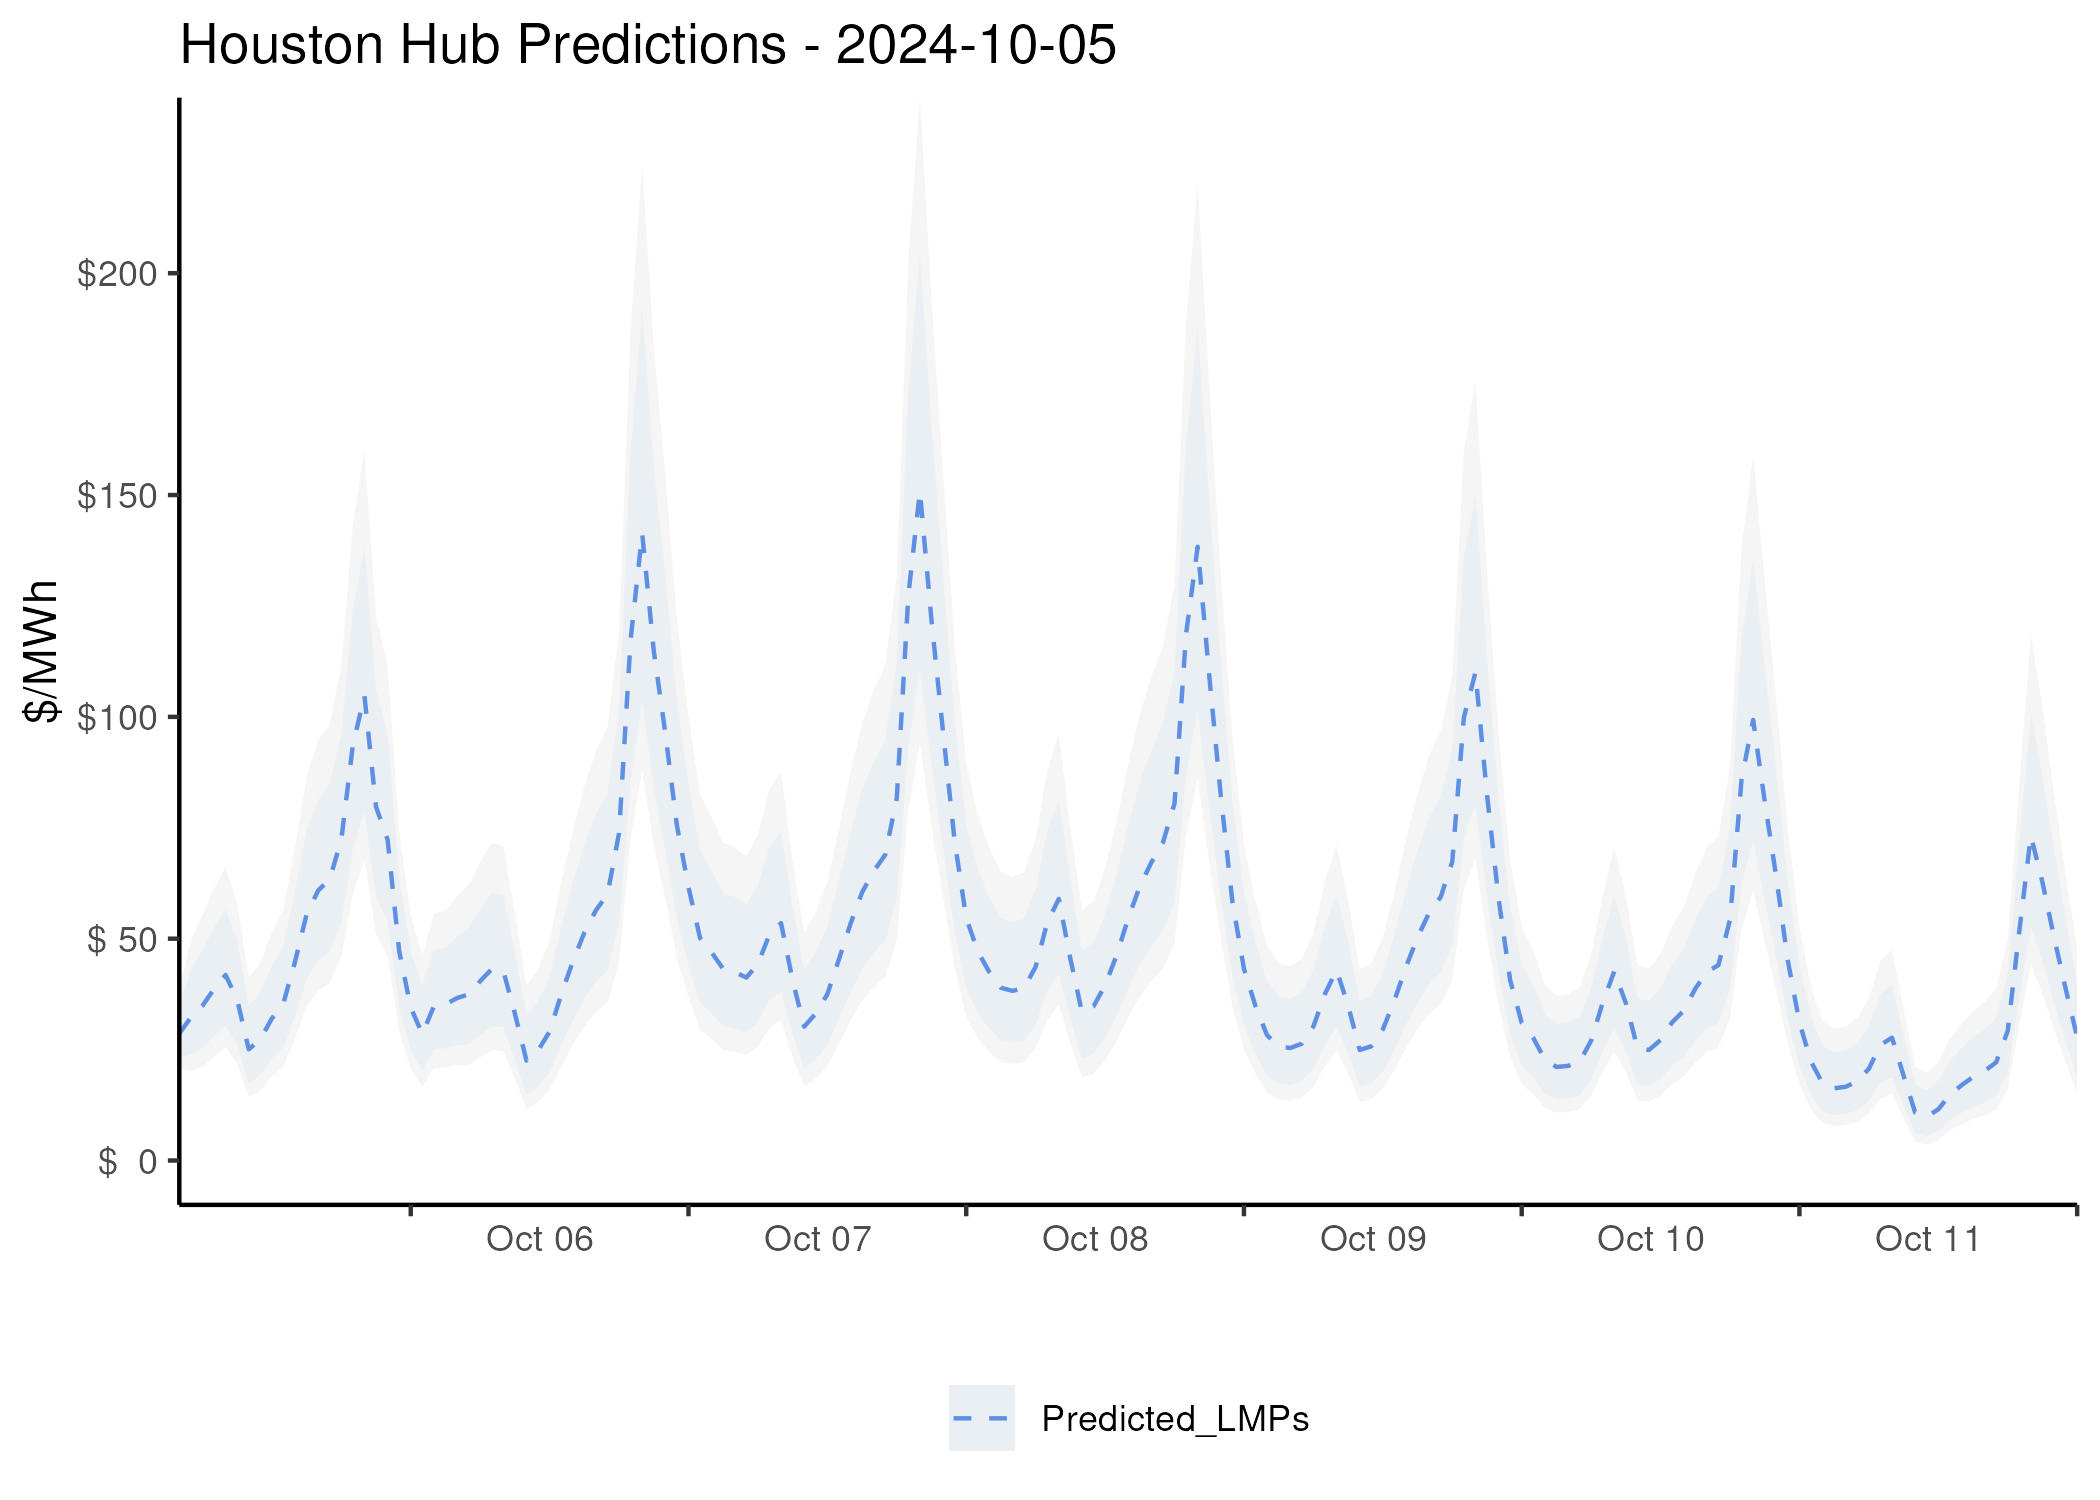 Houston Hub Predictions - 2024-10-05
$/MWh
$200
$150
$100
$ 50
$  0
Oct 06
Oct 07
Oct 08
Oct 09
Oct 10
Oct 11
Predicted_LMPs